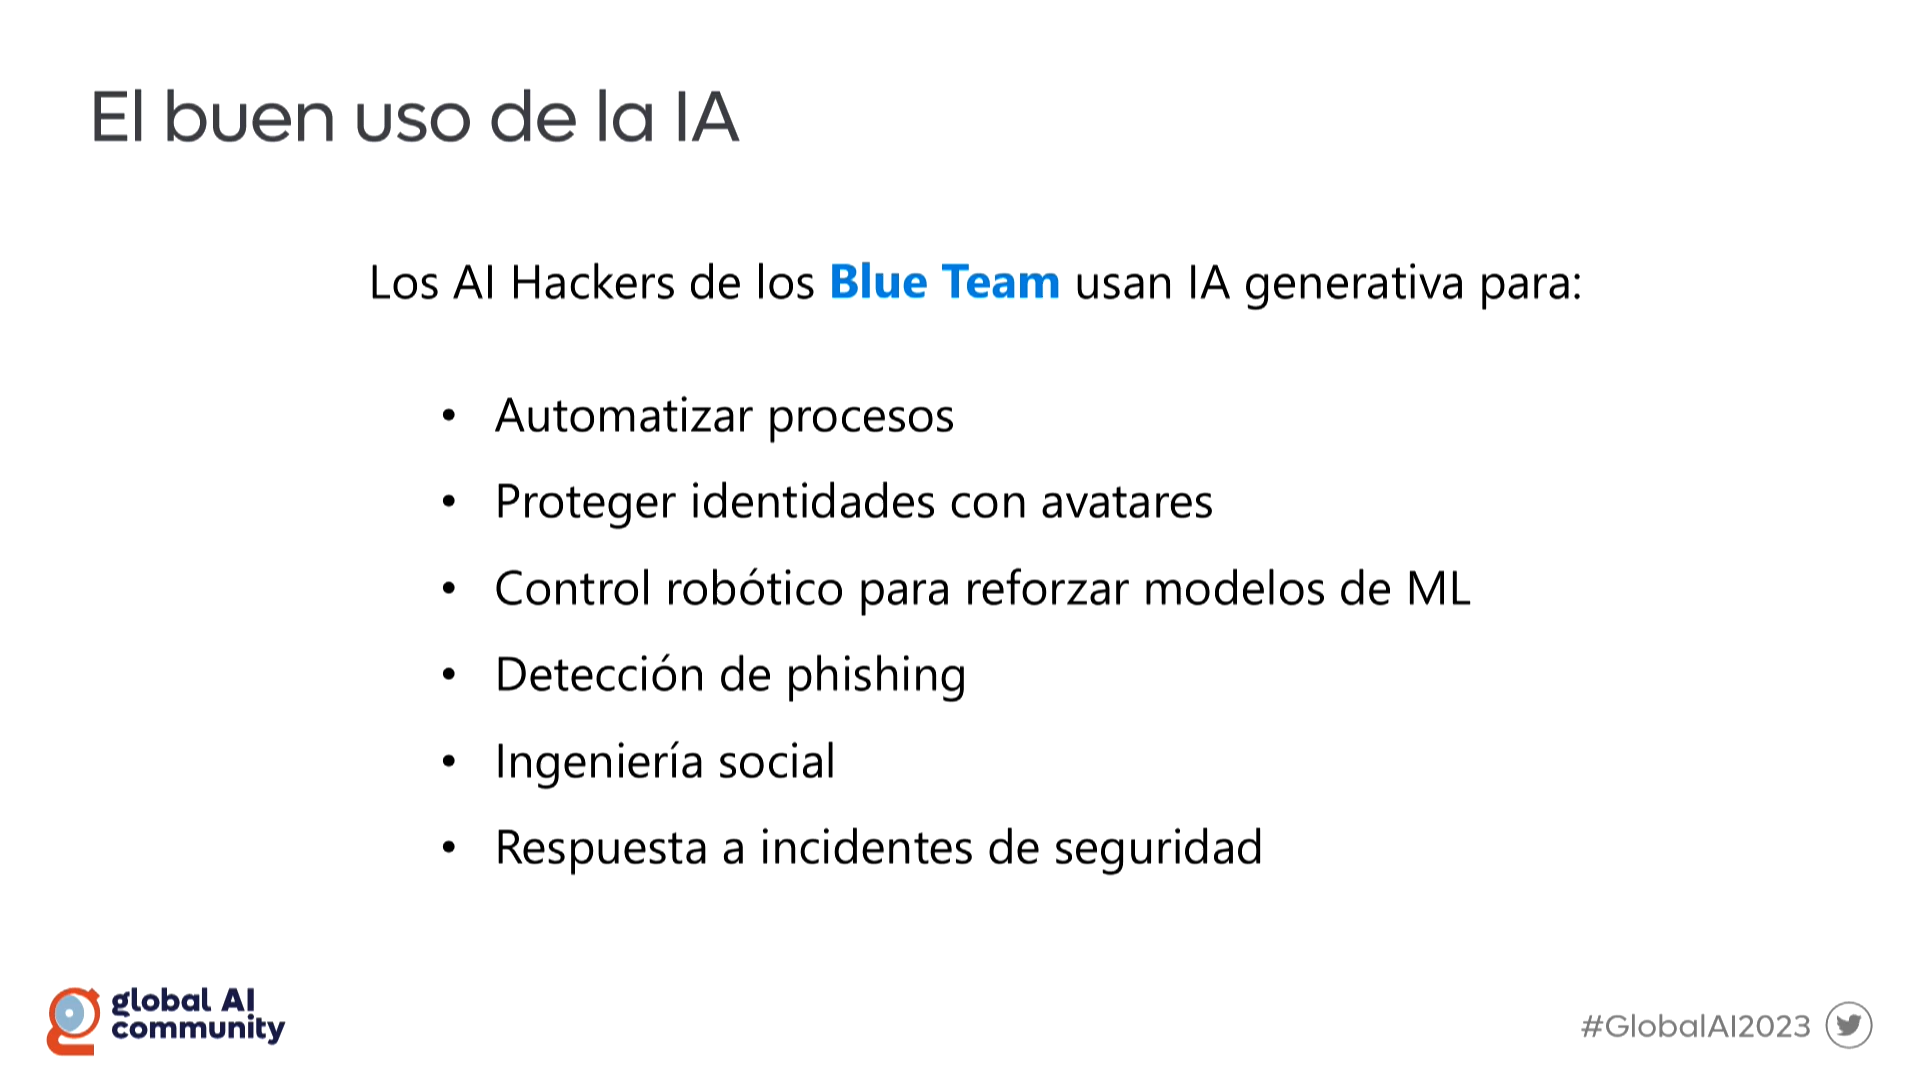 El buen uso de la IA
Los AI Hackers de los Blue Team usan IA generativa para:
• Automatizar procesos
• Proteger identidades con avatares
• Control robótico para reforzar modelos de ML
• Detección de phishing
• Ingeniería social
• Respuesta a incidentes de seguridad
global AI
community
#GlobalAI2023